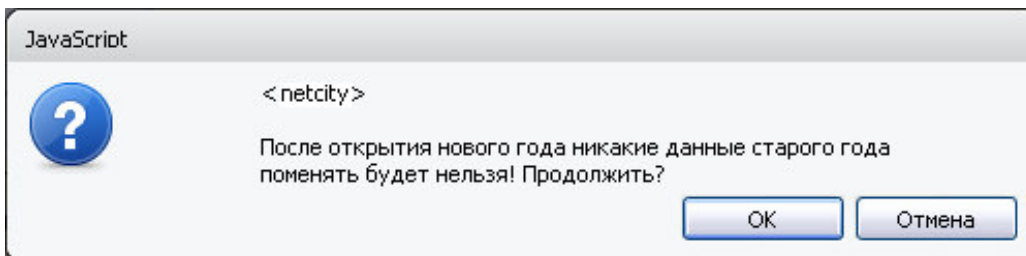 JavaScript
<netcity>
После открытия нового года никакие данные старого года
поменять будет нельзя! Продолжить?
OK
Отмена